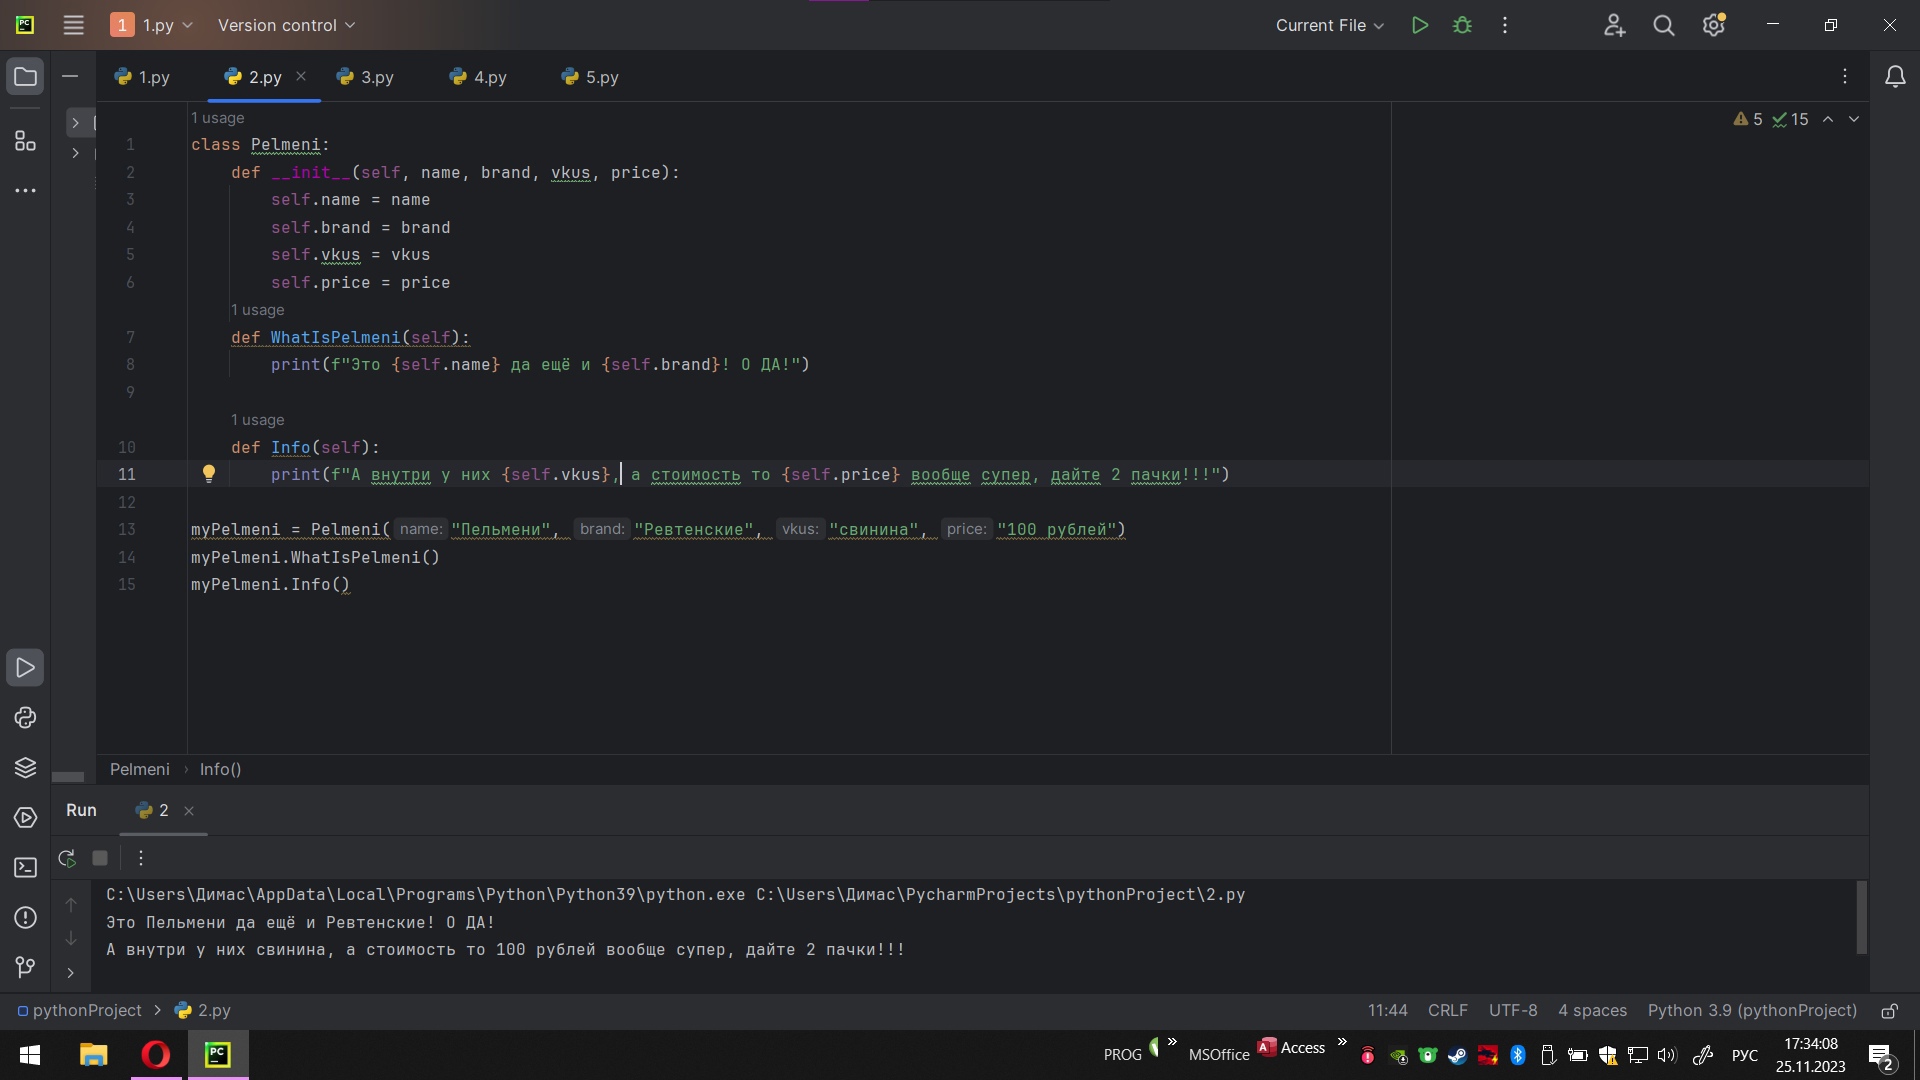 PC
1 1.py Version control Current File
1.py 2.py 3.py 4.py 5.py
1 usage 5 15
1 class Pelmeni:
2 def __init__(self, name, brand, vkus, price):
3 self.name = name
4 self.brand = brand
5 self.vkus = vkus
6 self.price = price
1 usage
7 def WhatIsPelmeni(self):
8 print(f"Это {self.name} да ещё и {self.brand}! О ДА!")
9
1 usage
10 def Info(self):
11 print(f"А внутри у них {self.vkus}, а стоимость то {self.price} вообще супер, дайте 2 пачки!!!")
12
13 myPelmeni = Pelmeni( name: "Пельмени", brand: "Ревтенские", vkus: "свинина", price: "100 рублей")
14 myPelmeni.WhatIsPelmeni()
15 myPelmeni.Info()
Pelmeni › Info()
Run 2
C:\Users\Димас\AppData\Local\Programs\Python\Python39\python.exe C:\Users\Димас\PycharmProjects\pythonProject\2.py
Это Пельмени да ещё и Ревтенские! О ДА!
А внутри у них свинина, а стоимость то 100 рублей вообще супер, дайте 2 пачки!!!
pythonProject > 2.py 11:44 CRLF UTF-8 4 spaces Python 3.9 (pythonProject)
PC PROG » MSOffice A Access » РУС 17:34:08
25.11.2023 2